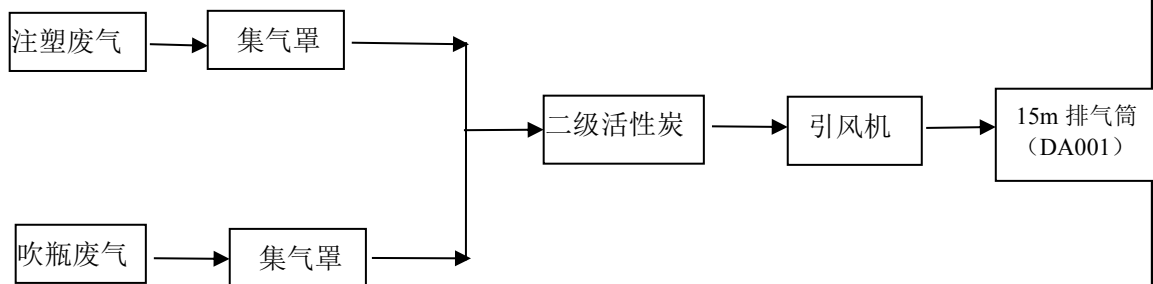 注塑废气
集气罩
二级活性炭
引风机
15m 排气筒
（DA001）
吹瓶废气
集气罩